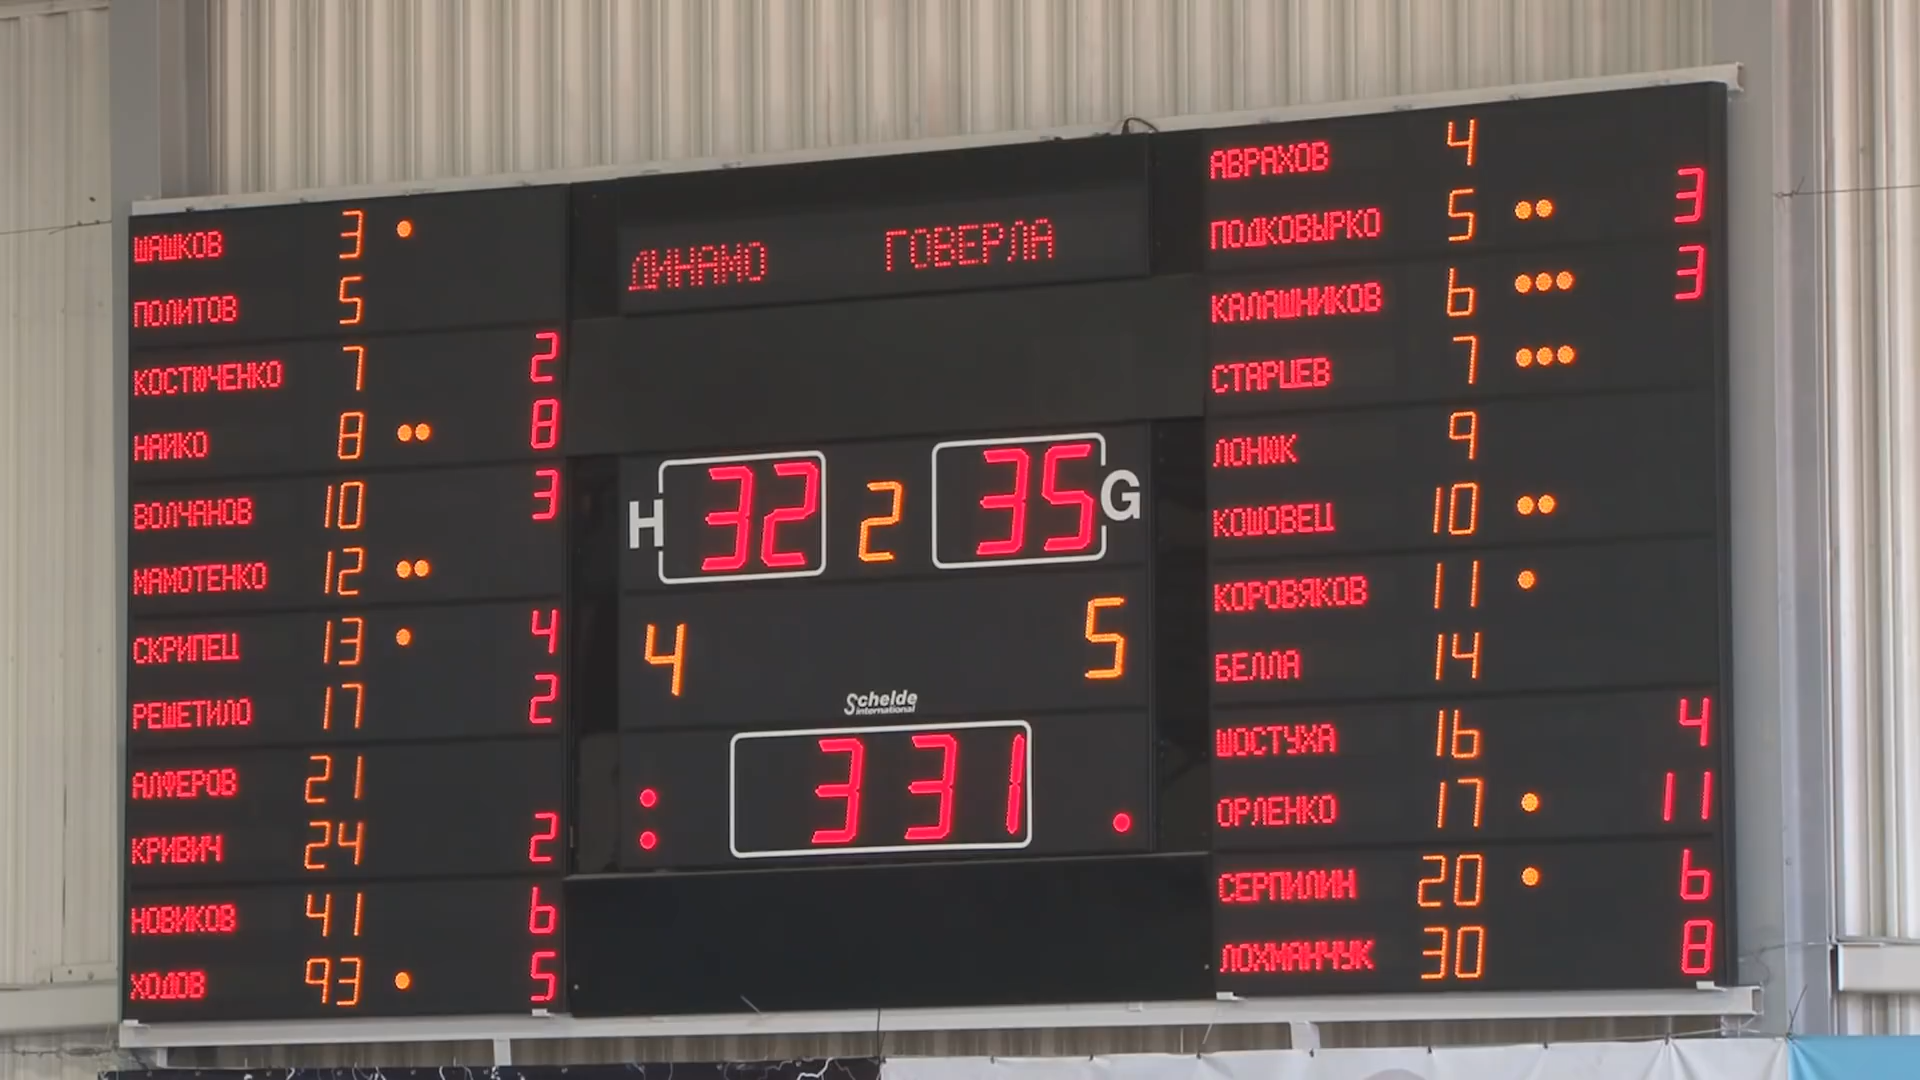 ШАШКОВ 3
ПОЛИТОВ 5
КОСТЮЧЕНКО 7 2
НАЙКО 8 8
ВОЛЧАНОВ 10 3
МАМОТЕНКО 12
СКРИПЕЦ 13 4
РЕШЕТИЛО 17 2
АЛФЕРОВ 21
КРИВИЧ 24 2
НОВИКОВ 41 6
ХОДОВ 93 5
ДИНАМО ГОВЕРЛА
H 32 2 35 G
4 5
Schelde
international
: 3 31 .
АВРАХОВ 4
ПОДКОВЫРКО 5 3
КАЛАШНИКОВ 6 3
СТАРЦЕВ 7
ЛОНЮК 9
КОШОВЕЦ 10
КОРОВЯКОВ 11
БЕЛЛА 14
ШОСТУХА 16 4
ОРЛЕНКО 17 11
СЕРПИЛИН 20 6
ЛОХМАНЧУК 30 8